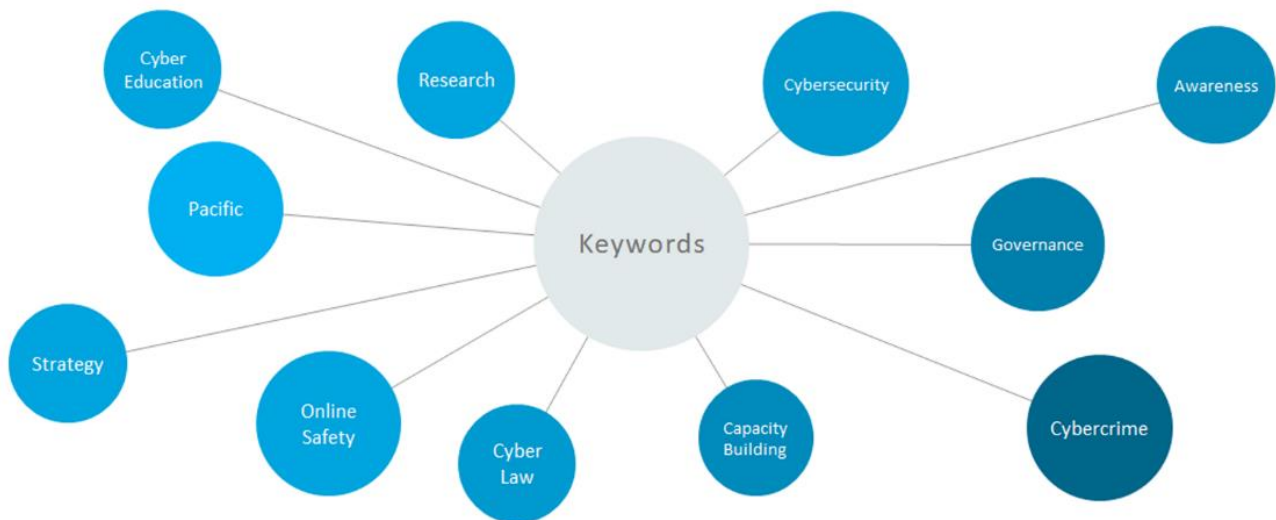 Cyber
Education
Research
Cybersecurity
Awareness
Pacific
Keywords
Governance
Strategy
Online
Safety
Cyber
Law
Capacity
Building
Cybercrime